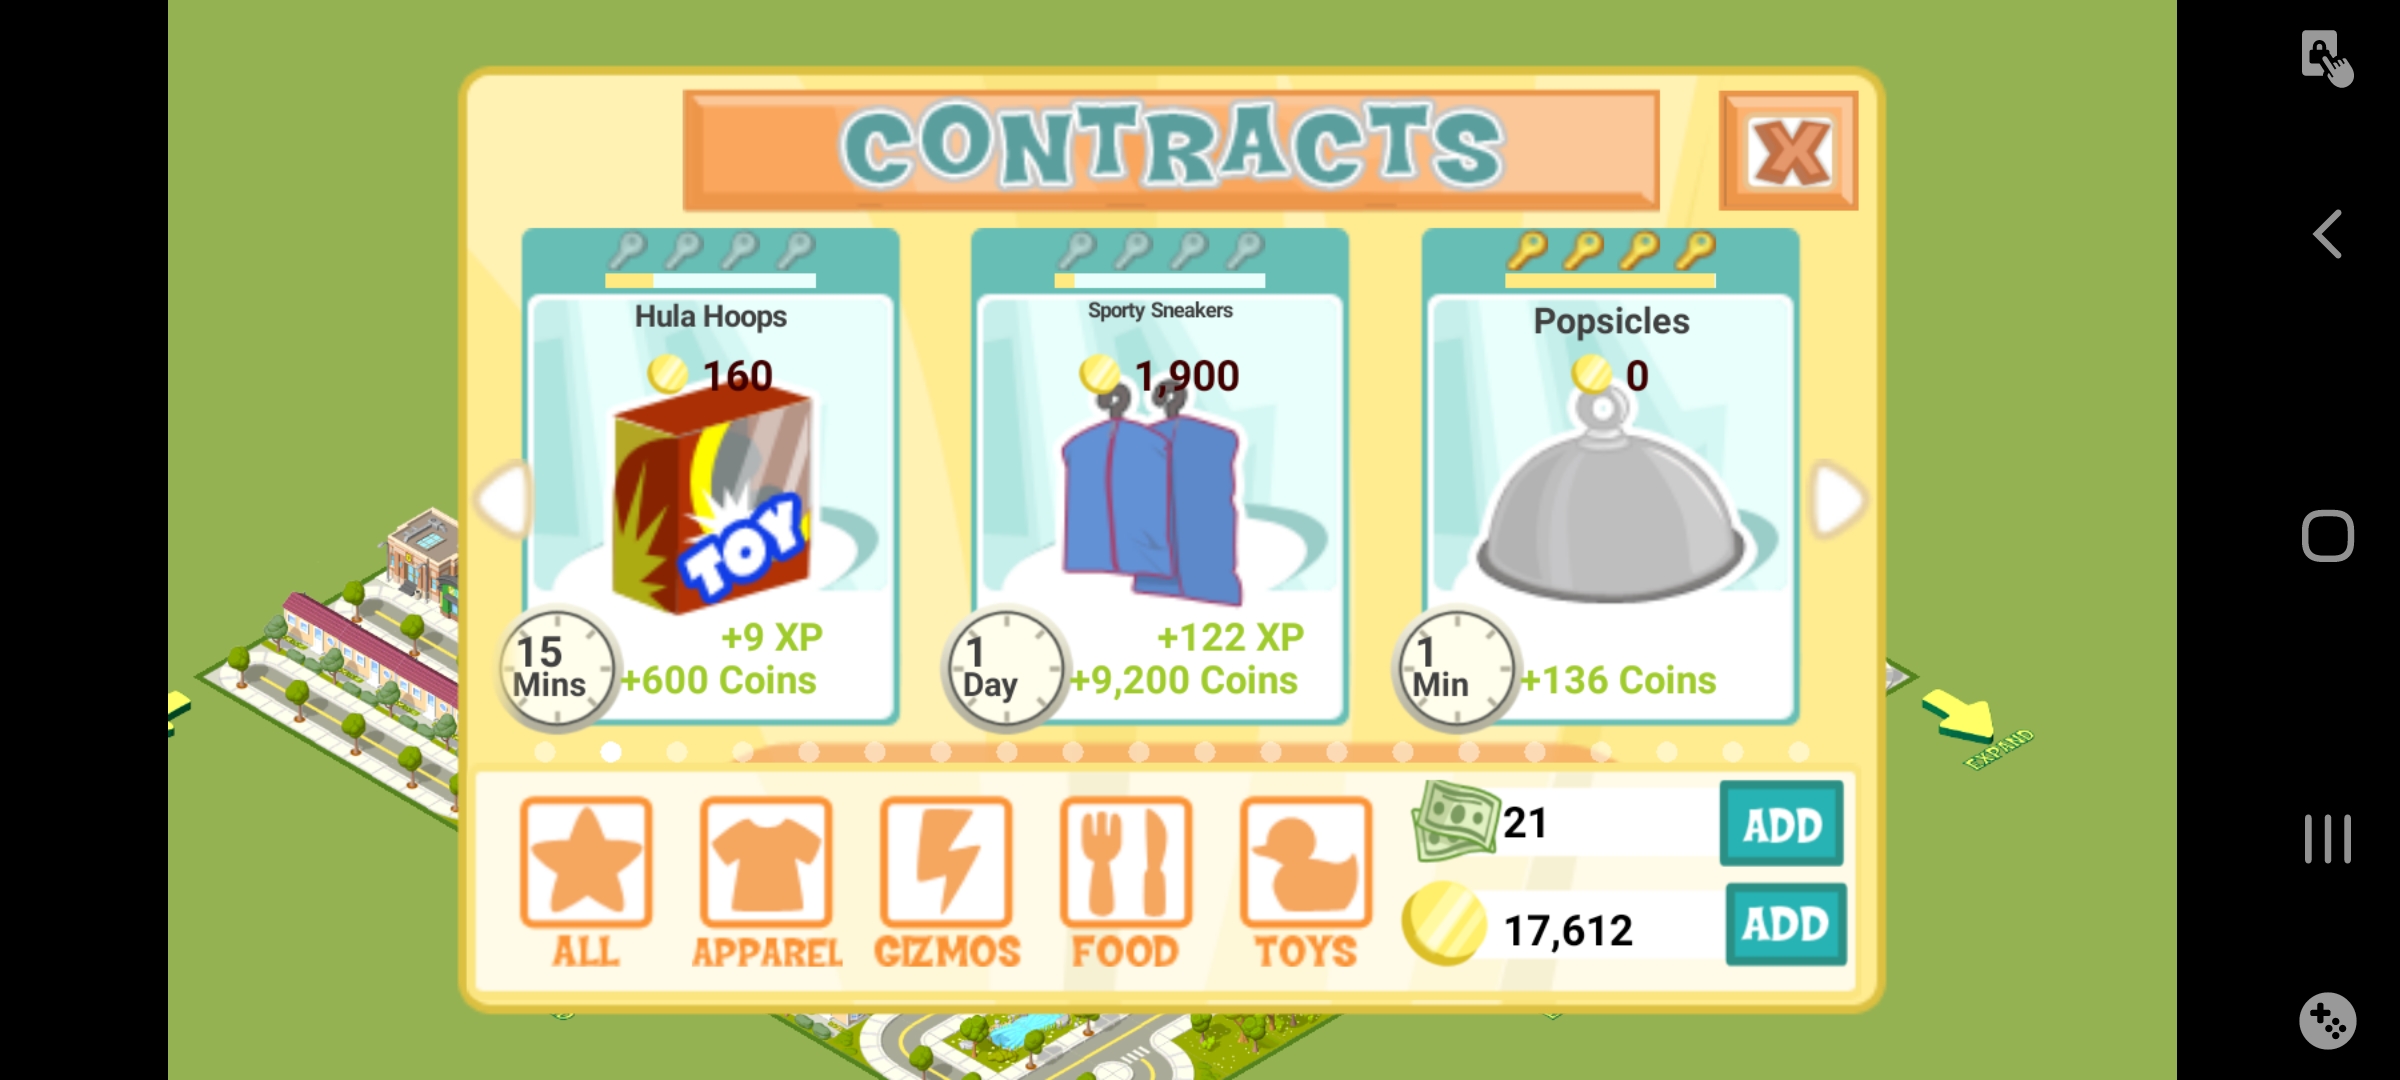 CONTRACTS
X
Hula Hoops
160
TOY
15
Mins
+9 XP
+600 Coins
Sporty Sneakers
1,900
1
Day
+122 XP
+9,200 Coins
Popsicles
0
1
Min
+136 Coins
EXPAND
ALL
APPAREL
GIZMOS
FOOD
TOYS
21
ADD
17,612
ADD